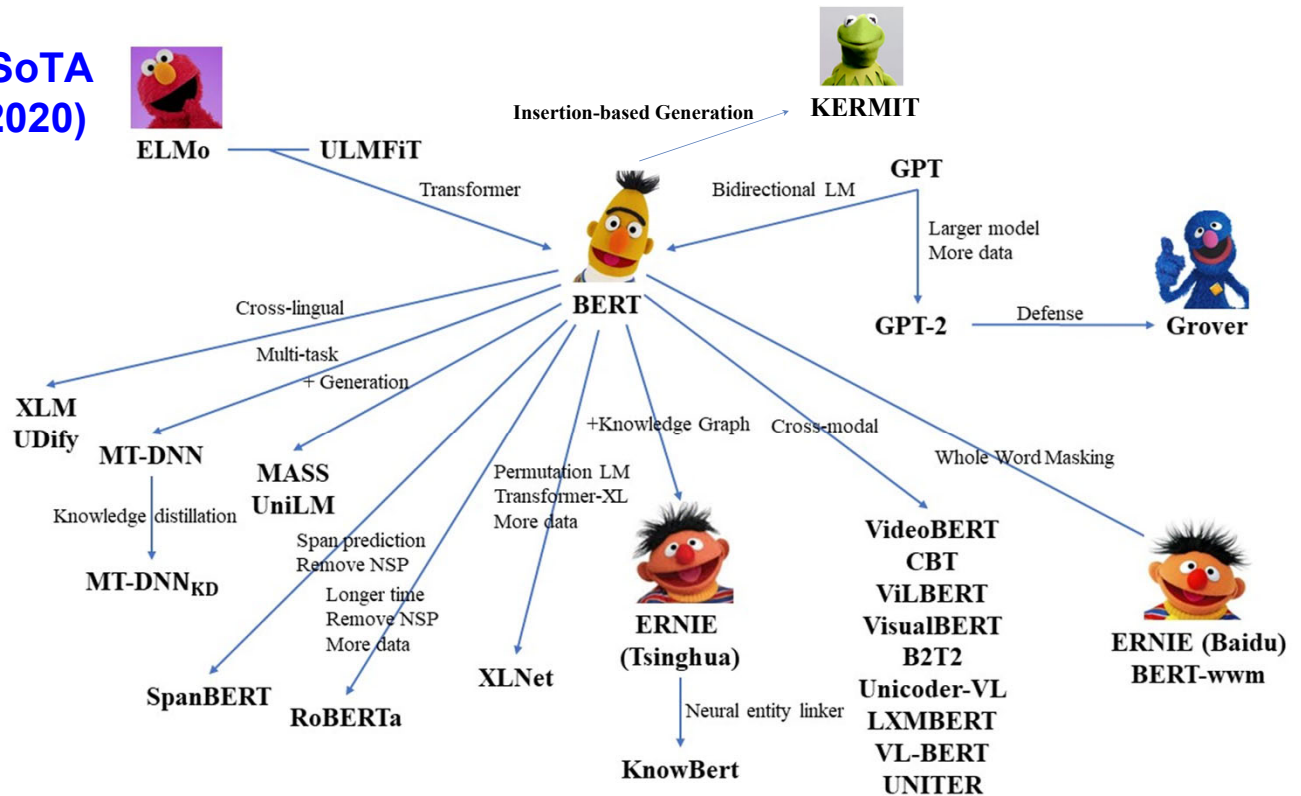 SoTA
2020)
ELMo
ULMFiT
Insertion-based Generation
KERMIT
Transformer
Bidirectional LM
GPT
Larger model
More data
BERT
GPT-2
Defense
Grover
Cross-lingual
Multi-task
+ Generation
XLM
UDify
MT-DNN
MASS
UniLM
+Knowledge Graph
Cross-modal
Whole Word Masking
Permutation LM
Transformer-XL
More data
Knowledge distillation
MT-DNNKD
Span prediction
Remove NSP
Longer time
Remove NSP
More data
SpanBERT
RoBERTa
XLNet
ERNIE
(Tsinghua)
Neural entity linker
KnowBert
VideoBERT
CBT
ViLBERT
VisualBERT
B2T2
Unicoder-VL
LXMBERT
VL-BERT
UNITER
ERNIE (Baidu)
BERT-wwm